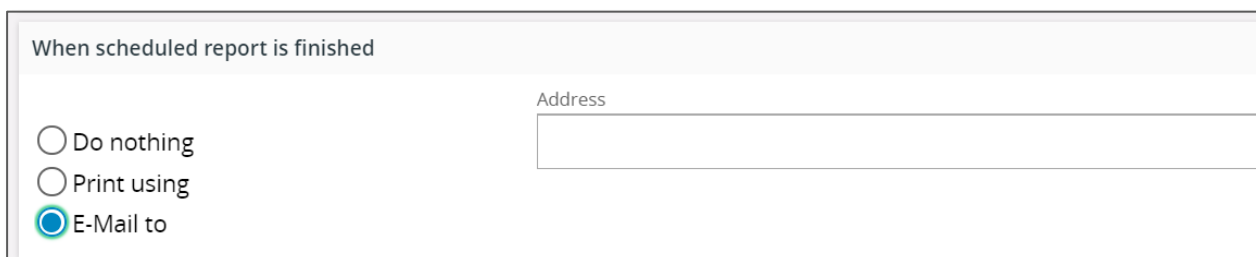 When scheduled report is finished
Address
Do nothing
Print using
E-Mail to